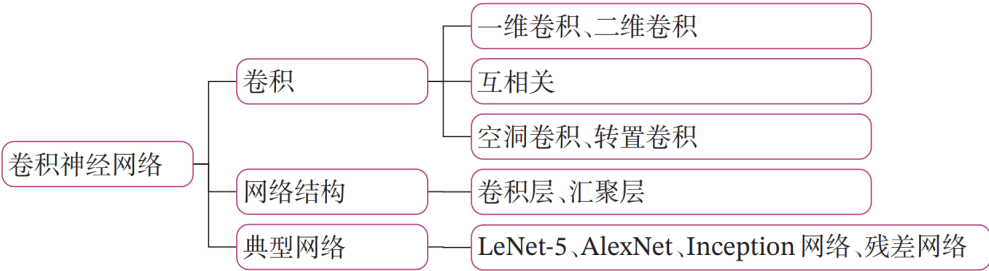 卷积神经网络
卷积
一维卷积、二维卷积
互相关
空洞卷积、转置卷积
网络结构
卷积层、汇聚层
典型网络
LeNet-5、AlexNet、Inception 网络、残差网络